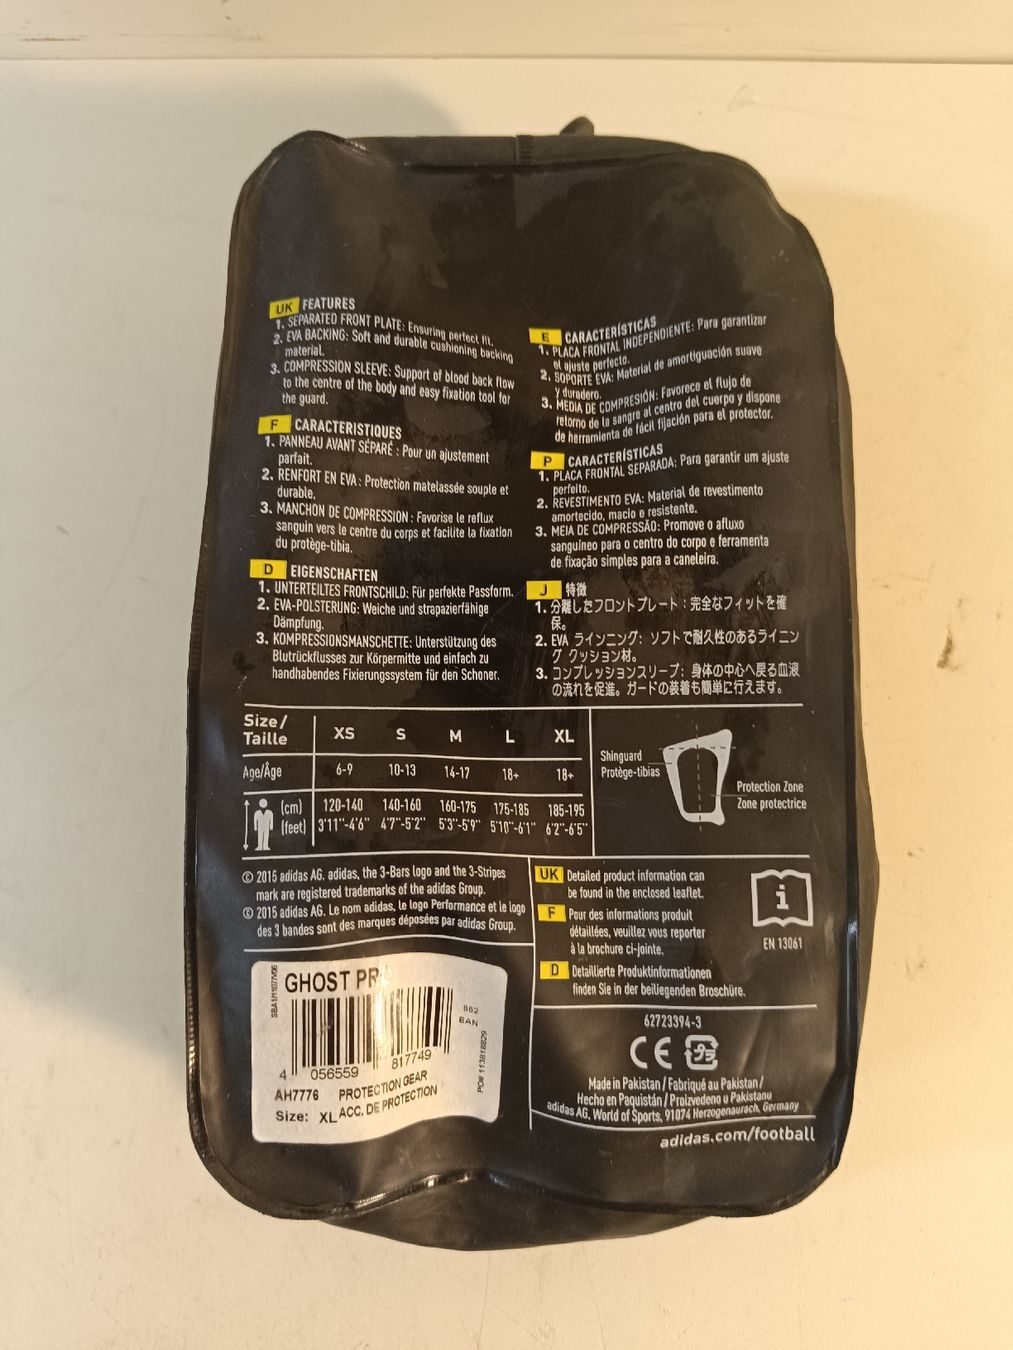 UK FEATURES
1. SEPARATED FRONT PLATE: Ensuring perfect fit.
2. EVA BACKING: Soft and durable cushioning backing
material.
3. COMPRESSION SLEEVE: Support of blood back flow
to the centre of the body and easy fixation tool for
the guard.
F CARACTERISTIQUES
1. PANNEAU AVANT SÉPARÉ : Pour un ajustement
parfait.
2. RENFORT EN EVA : Protection matelassée souple et
durable.
3. MANCHON DE COMPRESSION : Favorise le reflux
sanguin vers le centre du corps et facilite la fixation
du protège-tibia.
D EIGENSCHAFTEN
1. UNTERTEILTES FRONTSCHILD: Für perfekte Passform.
2. EVA-POLSTERUNG: Weiche und strapazierfähige
Dämpfung.
3. KOMPRESSIONSMANSCHETTE: Unterstützung des
Blutrückflusses zur Körpermitte und einfach zu
handhabendes Fixierungssystem für den Schoner.
E CARACTERÍSTICAS
1. PLACA FRONTAL INDEPENDIENTE: Para garantizar
el ajuste perfecto.
2. SOPORTE EVA: Material de amortiguación suave
y duradero.
3. MEDIA DE COMPRESIÓN: Favorece el flujo de
retorno de la sangre al centro del cuerpo y dispone
de herramienta de fácil fijación para el protector.
P CARACTERÍSTICAS
1. PLACA FRONTAL SEPARADA: Para garantir um ajuste
perfeito.
2. REVESTIMENTO EVA: Material de revestimento
amortecido, macio e resistente.
3. MEIA DE COMPRESSÃO: Promove o afluxo
sanguíneo para o centro do corpo e ferramenta
de fixação simples para a caneleira.
J 特徴
1. 分離したフロントプレート：完全なフィットを確
保。
2. EVA ラインニング: ソフトで耐久性のあるライニン
グ クッション材。
3. コンプレッションスリーブ: 身体の中心へ戻る血液
の流れを促進。ガードの装着も簡単に行えます。
Size/ Taille XS S M L XL
Age/Âge 6-9 10-13 14-17 18+ 18+
(cm) 120-140 140-160 160-175 175-185 185-195
(feet) 3'11"-4'6" 4'7"-5'2" 5'3"-5'9" 5'10"-6'1" 6'2"-6'5"
Shinguard
Protège-tibias
Protection Zone
Zone protectrice
© 2015 adidas AG. adidas, the 3-Bars logo and the 3-Stripes
mark are registered trademarks of the adidas Group.
© 2015 adidas AG. Le nom adidas, le logo Performance et le logo
des 3 bandes sont des marques déposées par adidas Group.
UK Detailed product information can
be found in the enclosed leaflet.
F Pour des informations produit
détaillées, veuillez vous reporter
à la brochure ci-jointe.
D Detaillierte Produktinformationen
finden Sie in der beiliegenden Broschüre.
i
EN 13061
GHOST PRO
EAN
4 056559 817749
AH7776 PROTECTION GEAR
Size: XL ACC. DE PROTECTION
62723394-3
CE
Made in Pakistan / Fabriqué au Pakistan /
Hecho en Paquistán / Proizvedeno u Pakistanu
adidas AG, World of Sports, 91074 Herzogenaurach, Germany
adidas.com/football